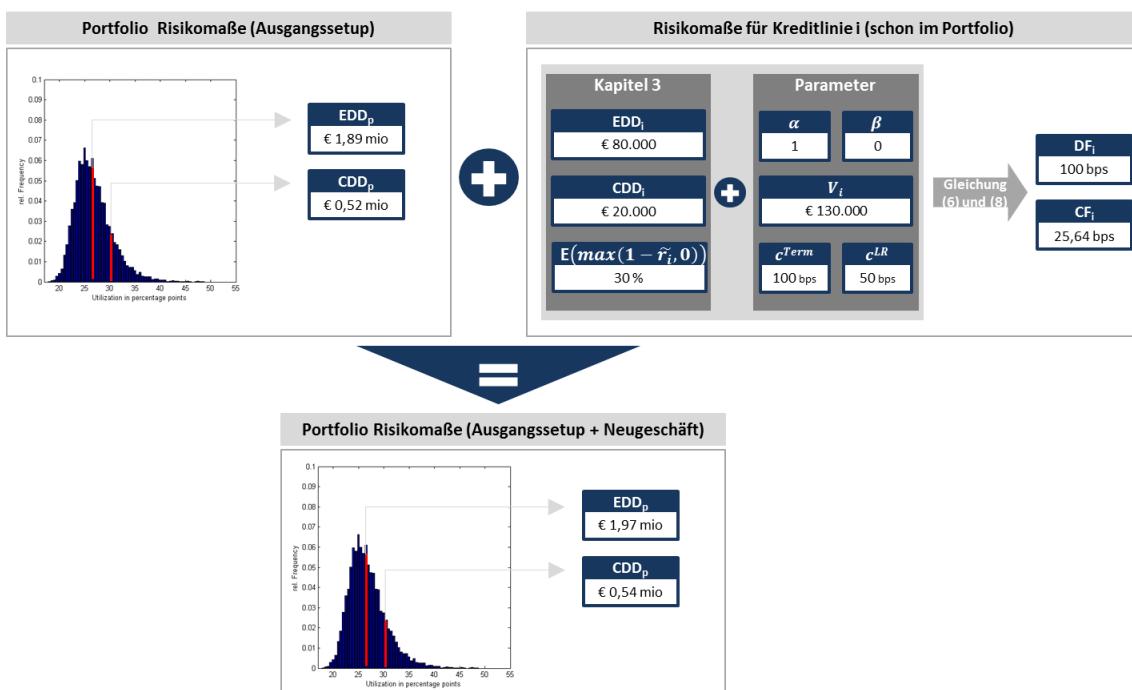 Portfolio Risikomaße (Ausgangssetup)
0.1
0.09
0.08
0.07
0.06
0.05
0.04
0.03
0.02
0.01
0
rel. Frequency
20 25 30 35 40 45 50 55
Utilization in percentage points
EDDp
€ 1,89 mio
CDDp
€ 0,52 mio
Risikomaße für Kreditlinie i (schon im Portfolio)
Kapitel 3
EDDi
€ 80.000
CDDi
€ 20.000
E(max(1 − r̃i, 0))
30 %
Parameter
α β
1 0
Vi
€ 130.000
cTerm cLR
100 bps 50 bps
Gleichung
(6) und (8)
DFi
100 bps
CFi
25,64 bps
=
Portfolio Risikomaße (Ausgangssetup + Neugeschäft)
0.1
0.09
0.08
0.07
0.06
0.05
0.04
0.03
0.02
0.01
0
rel. Frequency
20 25 30 35 40 45 50 55
Utilization in percentage points
EDDp
€ 1,97 mio
CDDp
€ 0,54 mio